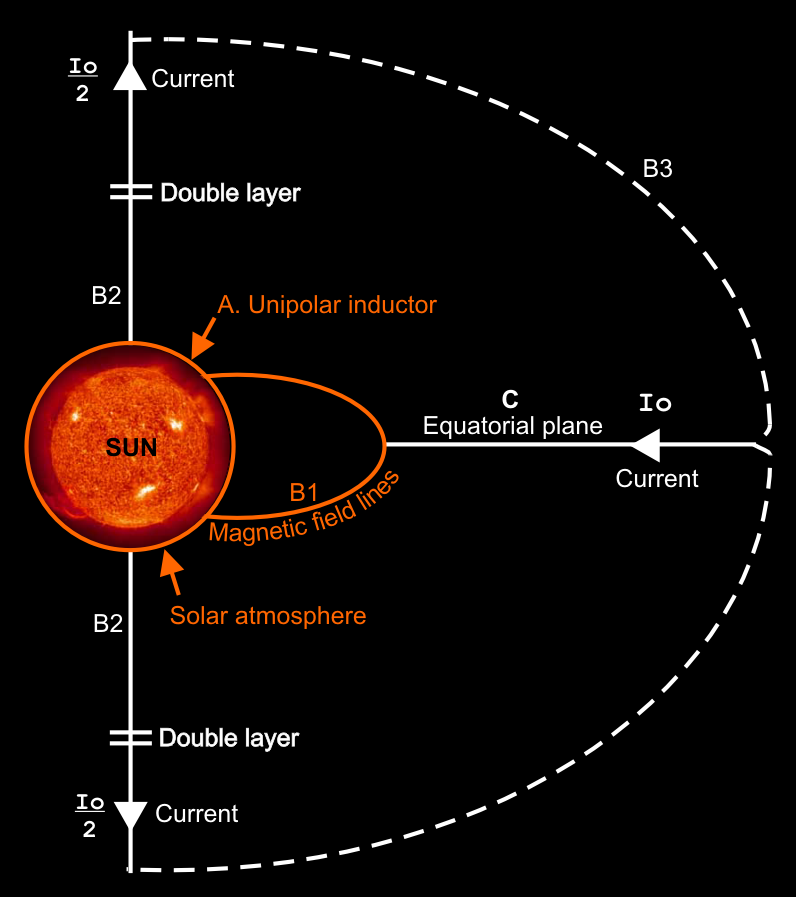 Io
2
Current
B3
Double layer
B2
A. Unipolar inductor
C
Io
Equatorial plane
SUN
Current
B1
Magnetic field lines
Solar atmosphere
B2
Double layer
Io
2
Current